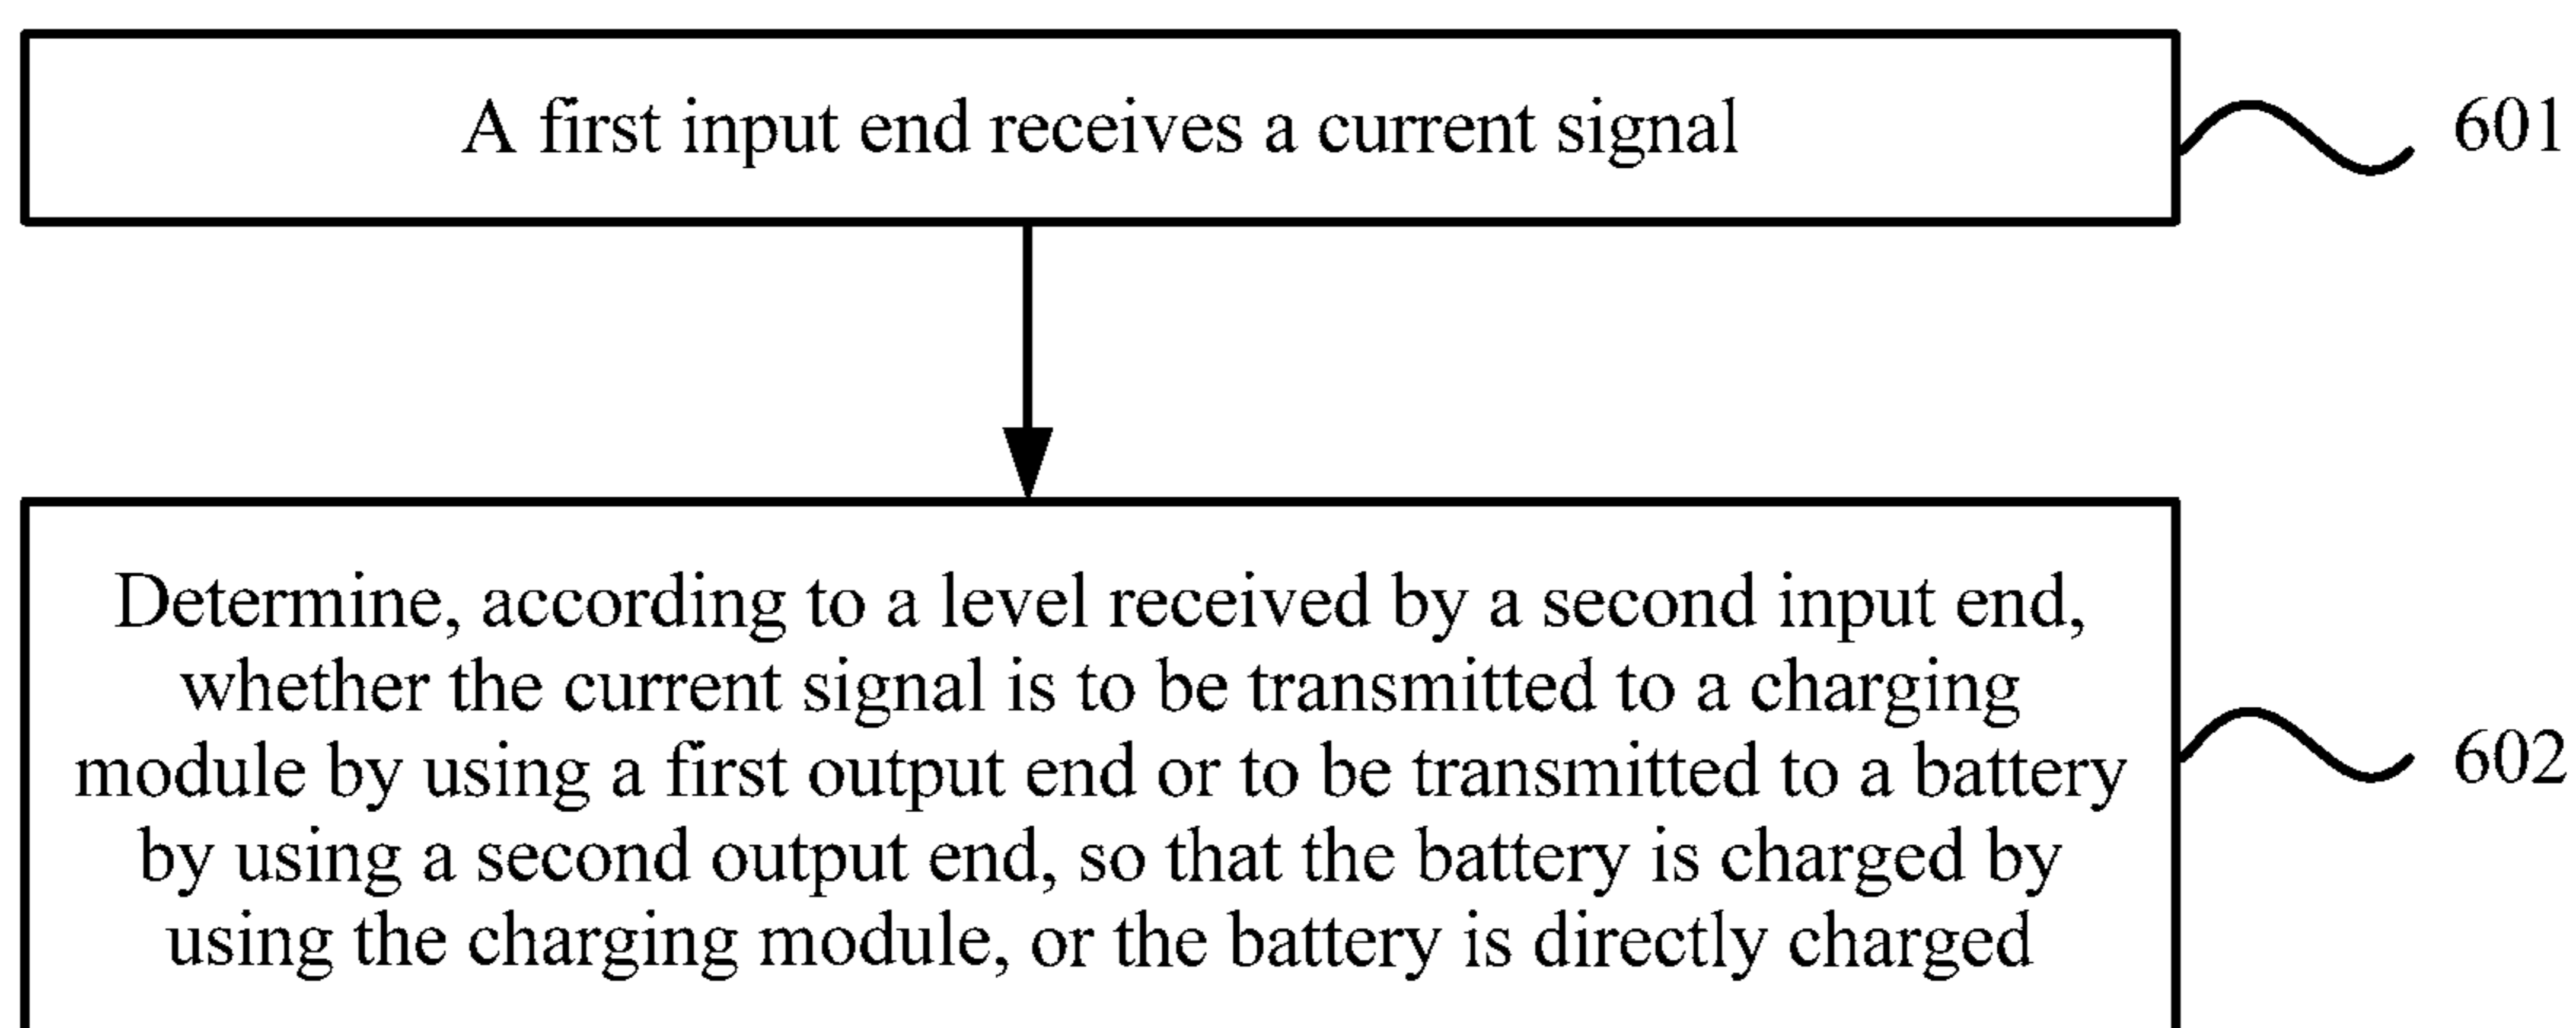 A first input end receives a current signal
601
Determine, according to a level received by a second input end,
whether the current signal is to be transmitted to a charging
module by using a first output end or to be transmitted to a battery
by using a second output end, so that the battery is charged by
using the charging module, or the battery is directly charged
602